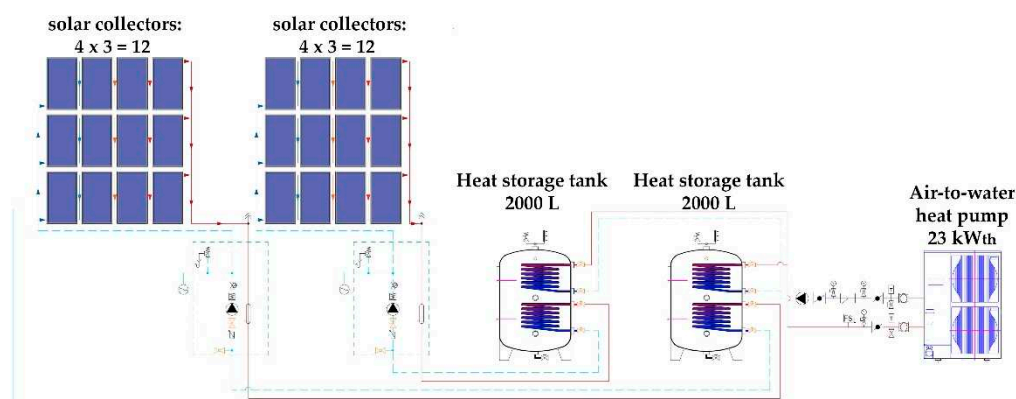 solar collectors:
4 x 3 = 12
solar collectors:
4 x 3 = 12
Heat storage tank
2000 L
Heat storage tank
2000 L
Air-to-water
heat pump
23 kWth
FS